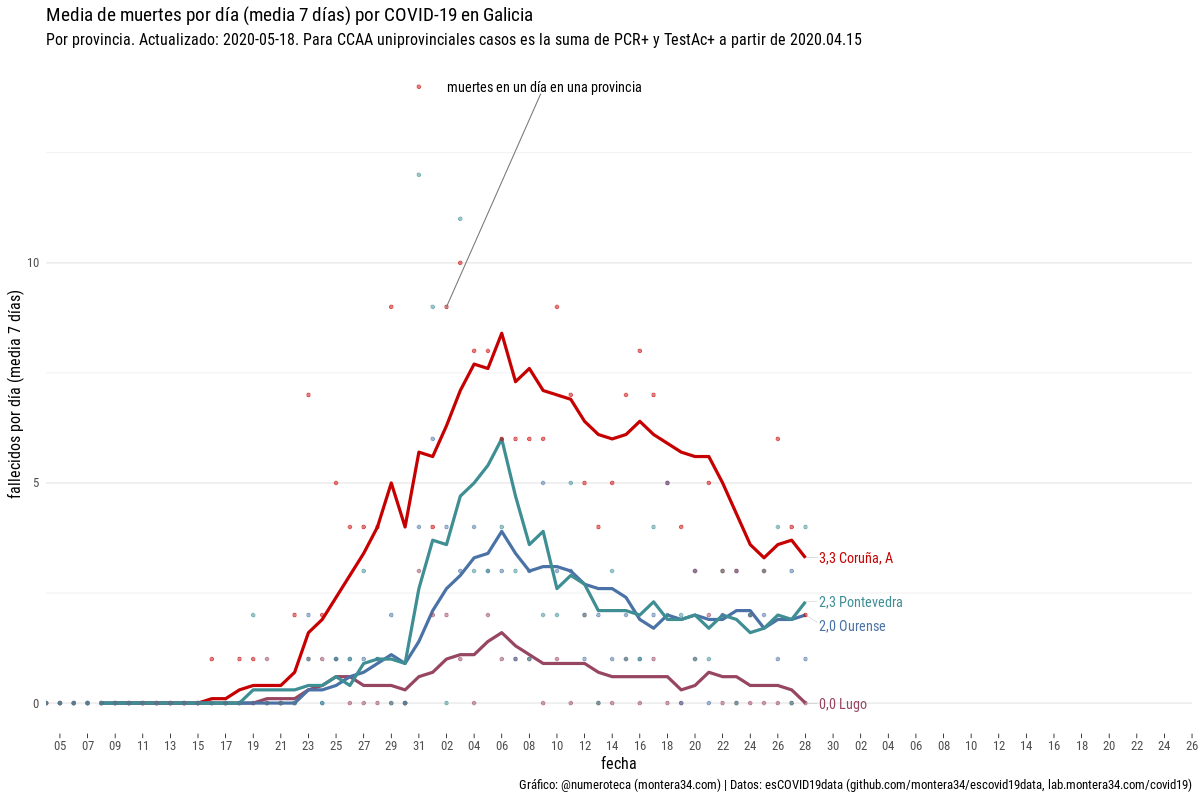 Media de muertes por día (media 7 días) por COVID-19 en Galicia
Por provincia. Actualizado: 2020-05-18. Para CCAA uniprovinciales casos es la suma de PCR+ y TestAc+ a partir de 2020.04.15
muertes en un día en una provincia
fallecidos por día (media 7 días)
10
5
0
3,3 Coruña, A
2,3 Pontevedra
2,0 Ourense
0,0 Lugo
05 07 09 11 13 15 17 19 21 23 25 27 29 31 02 04 06 08 10 12 14 16 18 20 22 24 26 28 30 02 04 06 08 10 12 14 16 18 20 22 24 26
fecha
Gráfico: @numeroteca (montera34.com) | Datos: esCOVID19data (github.com/montera34/escovid19data, lab.montera34.com/covid19)